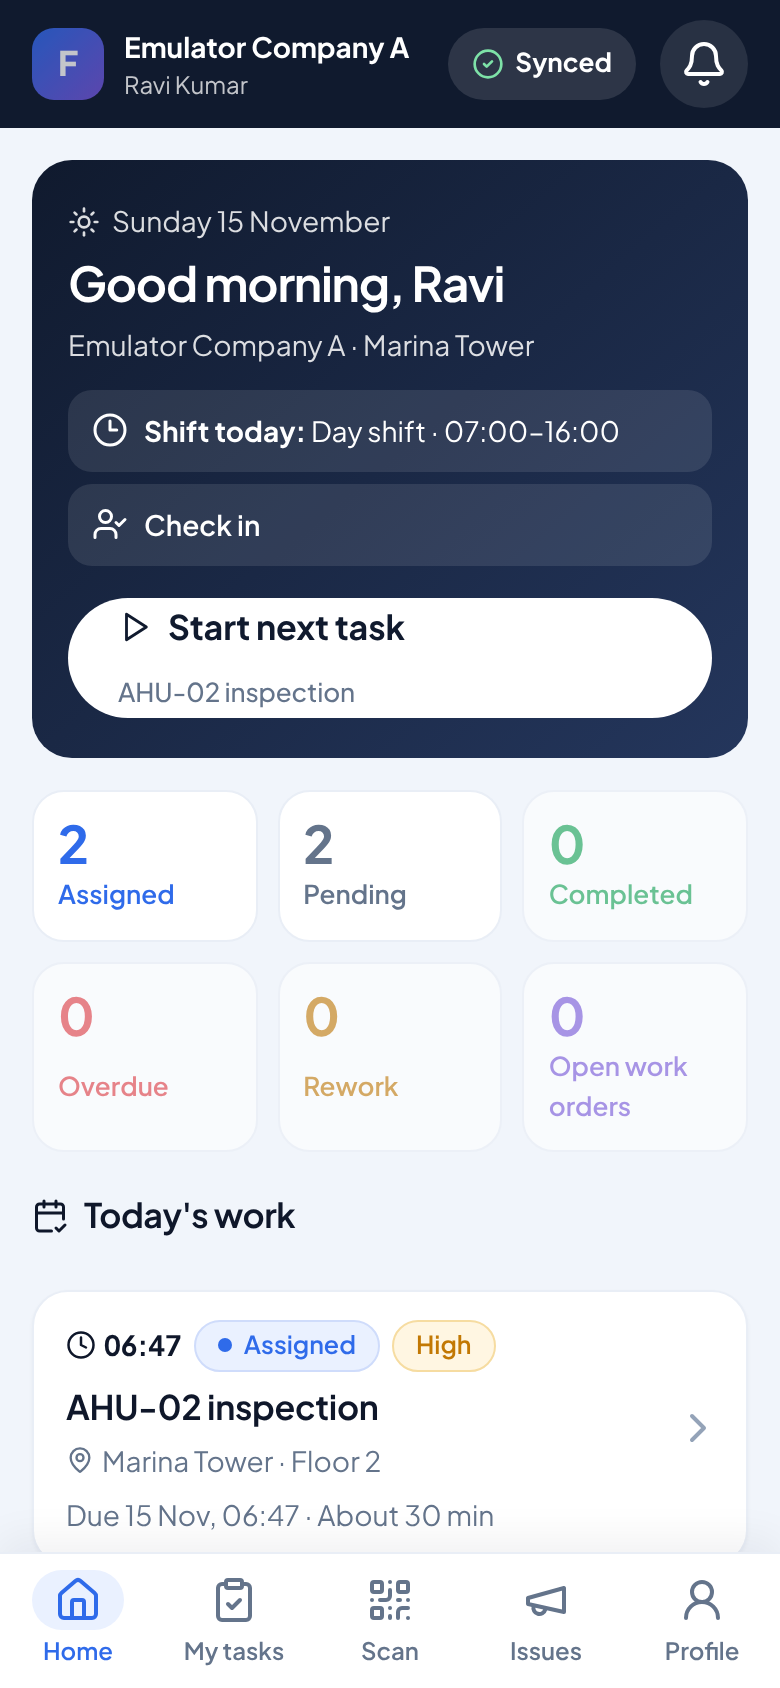 F
Emulator Company A
Ravi Kumar
Synced
Sunday 15 November
Good morning, Ravi
Emulator Company A · Marina Tower
Shift today: Day shift · 07:00–16:00
Check in
Start next task
AHU-02 inspection
2
Assigned
2
Pending
0
Completed
0
Overdue
0
Rework
0
Open work
orders
Today's work
06:47
Assigned
High
AHU-02 inspection
Marina Tower · Floor 2
Due 15 Nov, 06:47 · About 30 min
Home
My tasks
Scan
Issues
Profile